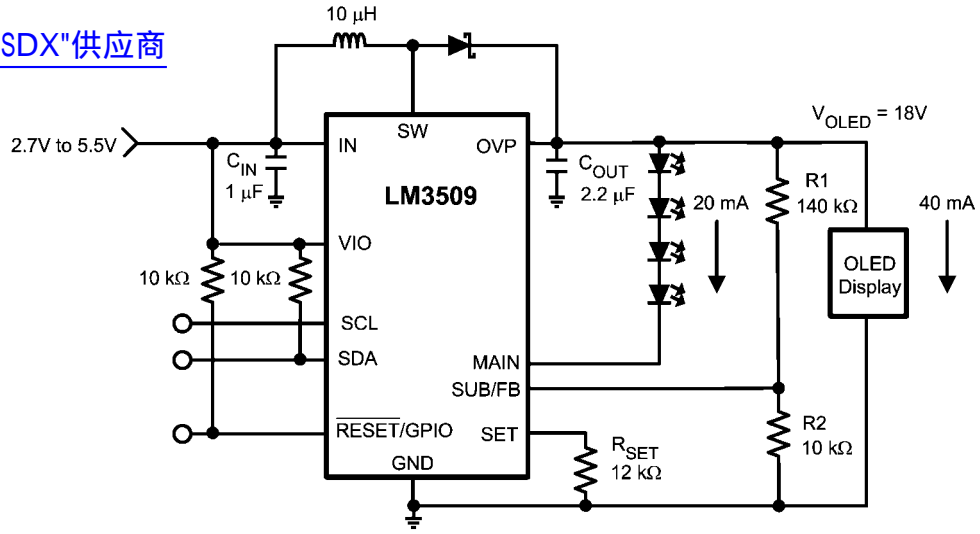 10 μH
SDX"供应商
2.7V to 5.5V
IN
SW
OVP
V_OLED = 18V
C_IN
1 μF
LM3509
C_OUT
2.2 μF
20 mA
R1
140 kΩ
40 mA
VIO
10 kΩ
10 kΩ
OLED
Display
SCL
SDA
MAIN
SUB/FB
RESET/GPIO
SET
R_SET
12 kΩ
R2
10 kΩ
GND